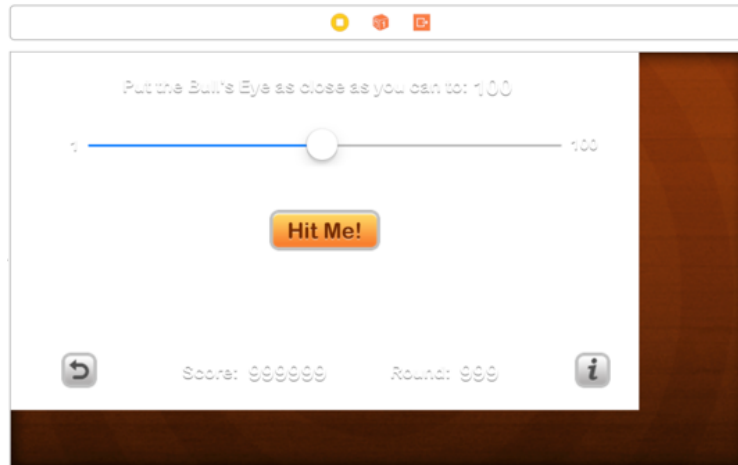 Put the Bull's Eye as close as you can to: 100
1 100
Hit Me!
Score: 999999 Round: 999